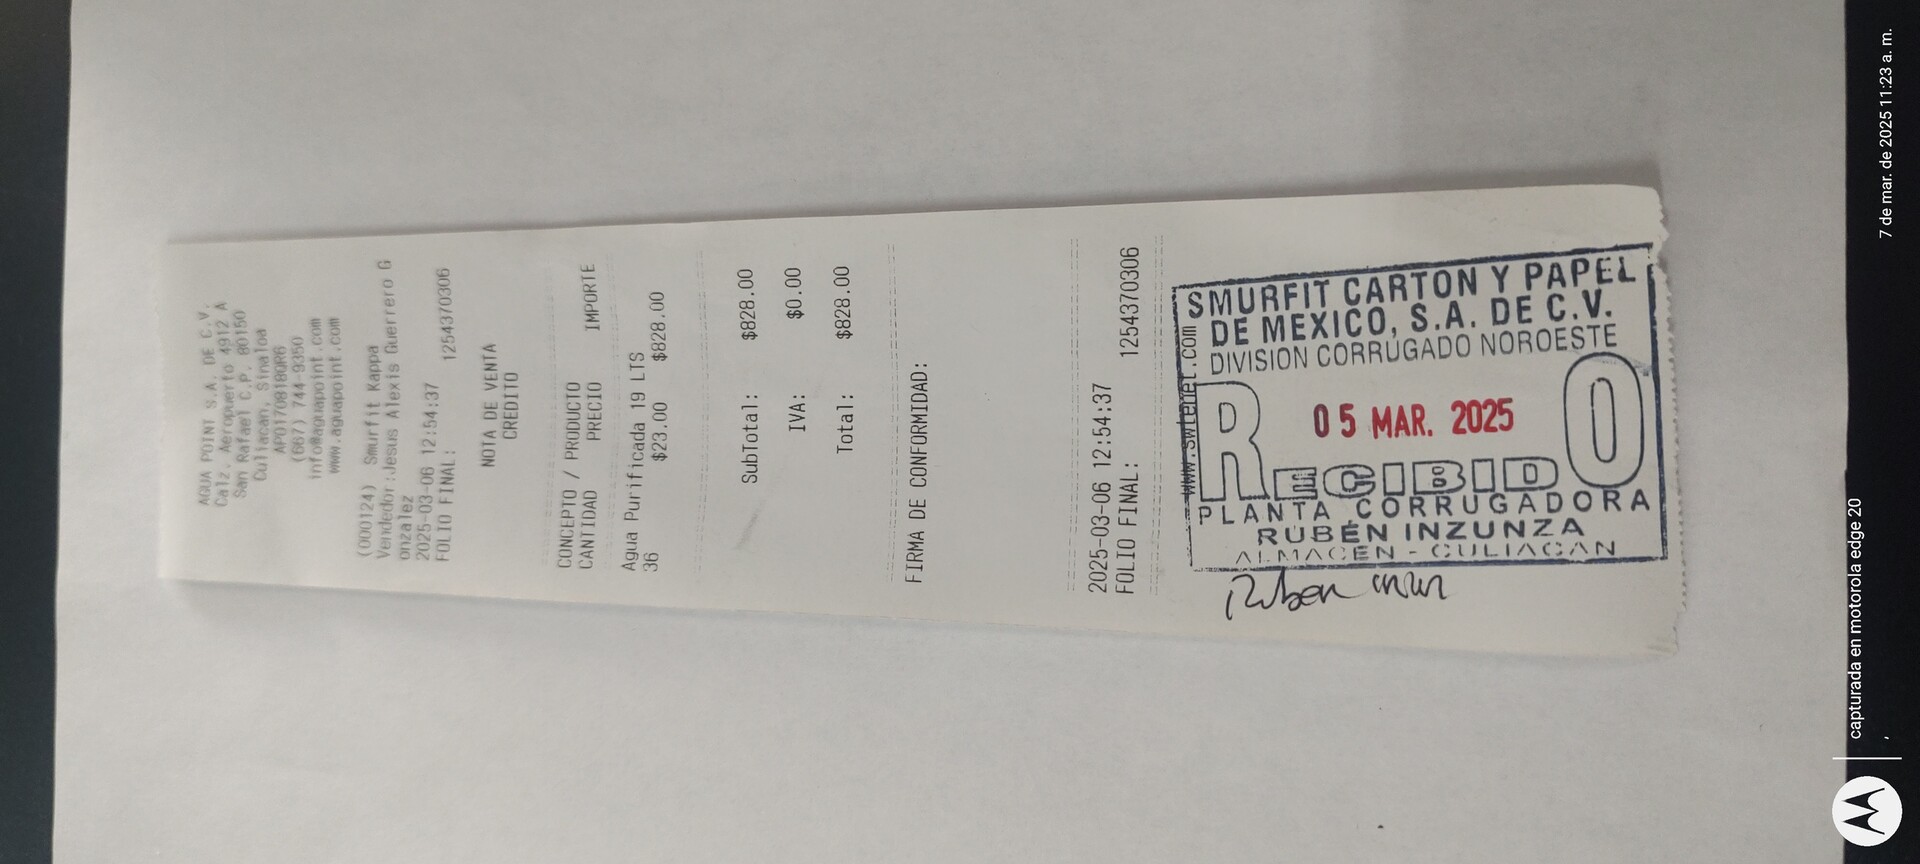 AGUA POINT S.A. DE C.V.
Calz. Aeropuerto 4912 A
San Rafael C.P. 80150
Culiacan, Sinaloa
APO170818QR6
(667) 744-9350
info@aguapoint.com
www.aguapoint.com
(000124) Smurfit Kappa
Vendedor:Jesus Alexis Guerrero G
onzalez
2025-03-06 12:54:37
FOLIO FINAL: 1254370306
NOTA DE VENTA
CREDITO
CONCEPTO / PRODUCTO
CANTIDAD PRECIO IMPORTE
Agua Purificada 19 LTS
36 $23.00 $828.00
SubTotal: $828.00
IVA: $0.00
Total: $828.00
FIRMA DE CONFORMIDAD:
2025-03-06 12:54:37
FOLIO FINAL: 1254370306
SMURFIT CARTON Y PAPEL
DE MEXICO, S.A. DE C.V.
DIVISION CORRUGADO NOROESTE
05 MAR. 2025
RECIBIDO
PLANTA CORRUGADORA
RUBÉN INZUNZA
ALMACEN - CULIACAN
Ruben
capturada en motorola edge 20
7 de mar. de 2025 11:23 a. m.